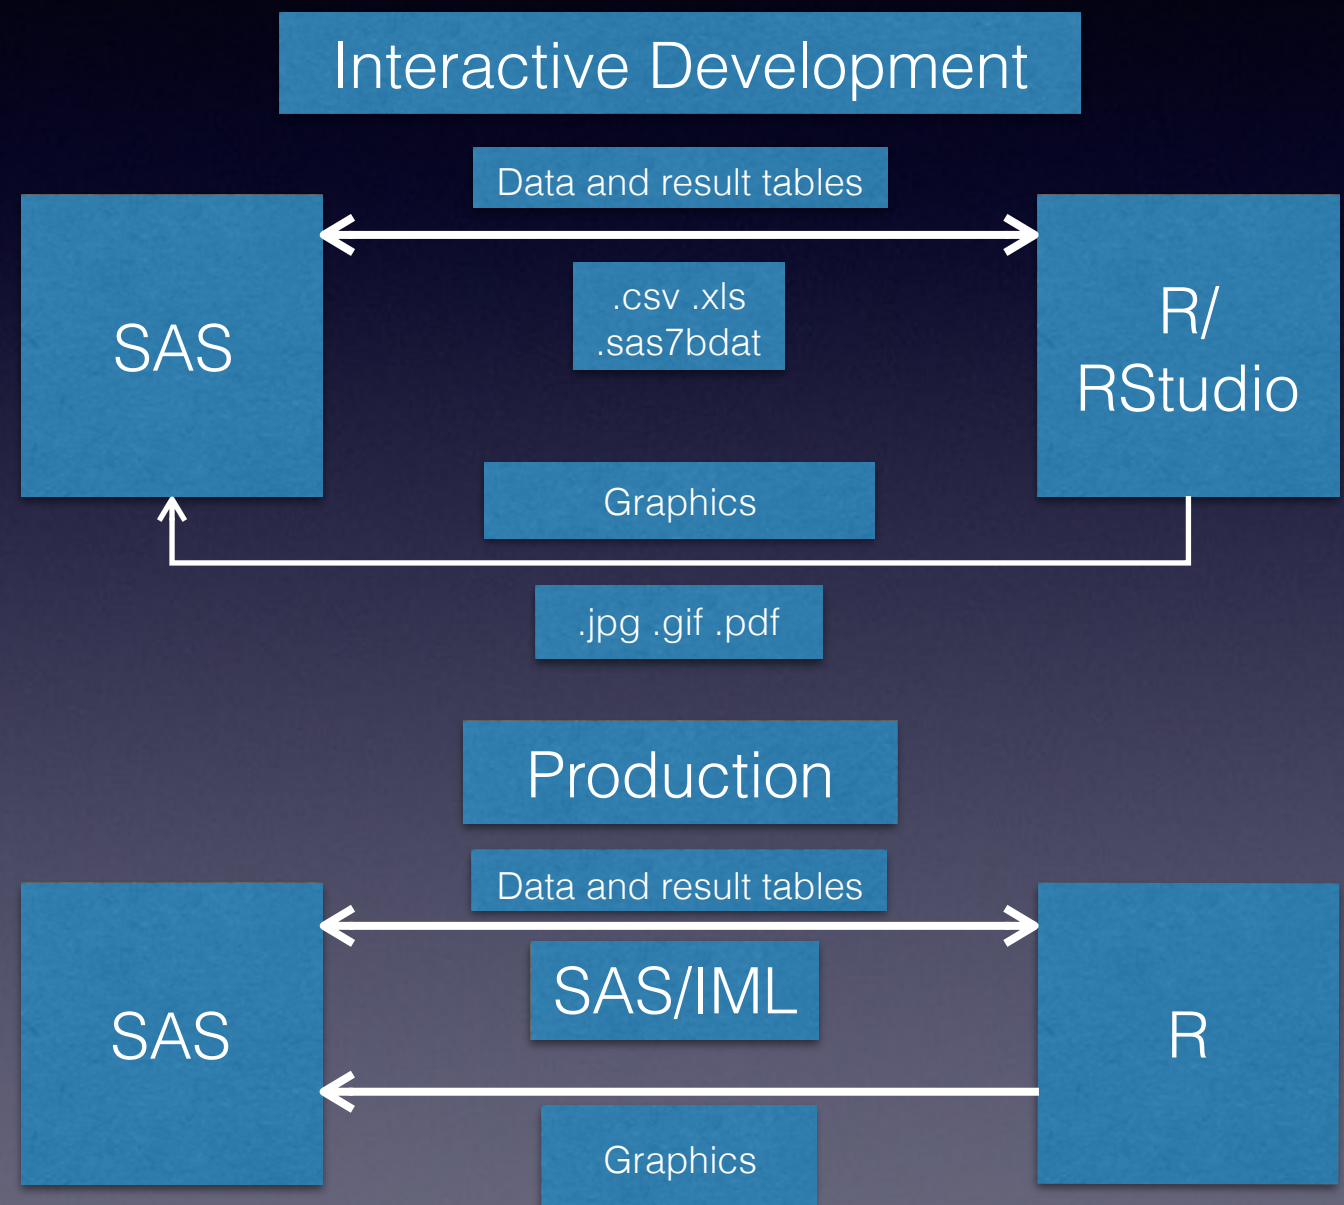 Interactive Development
Data and result tables
SAS
.csv .xls
.sas7bdat
R/
RStudio
Graphics
.jpg .gif .pdf
Production
Data and result tables
SAS
SAS/IML
R
Graphics